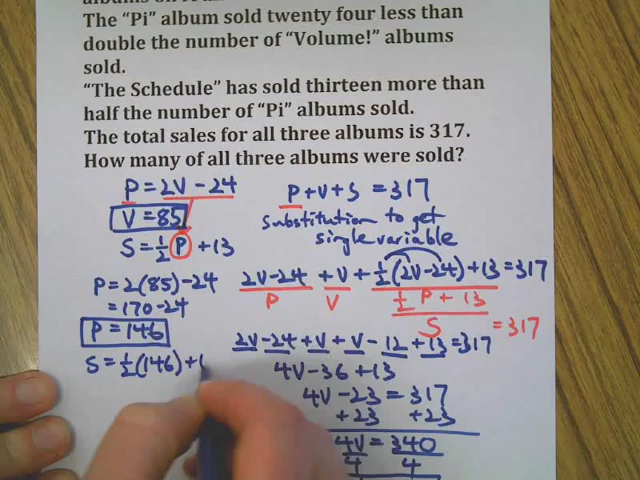 The "Pi" album sold twenty four less than
double the number of "Volume!" albums
sold.
"The Schedule" has sold thirteen more than
half the number of "Pi" albums sold.
The total sales for all three albums is 317.
How many of all three albums were sold?
P = 2V - 24
V = 85
S = 1/2 P + 13
P = 2(85) - 24
= 170 - 24
P = 146
S = 1/2 (146) + 1
P + V + S = 317
substitution to get
single variable
2V - 24 + V + 1/2 (2V - 24) + 13 = 317
P V 1/2 P + 13
S = 317
2V - 24 + V + V - 12 + 13 = 317
4V - 36 + 13
4V - 23 = 317
+ 23 + 23
4V = 340
4 4